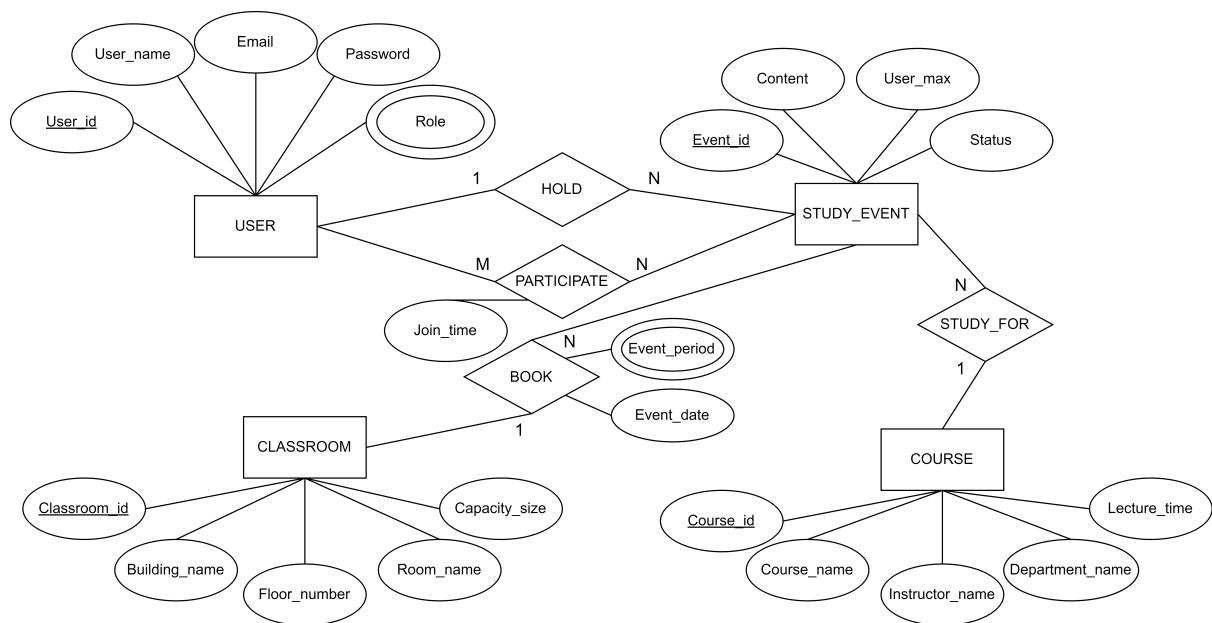 Email
User_name
Password
Content
User_max
User_id
Role
Event_id
Status
1
HOLD
N
USER
STUDY_EVENT
M
PARTICIPATE
N
N
Join_time
STUDY_FOR
N
Event_period
1
BOOK
Event_date
1
CLASSROOM
COURSE
Classroom_id
Capacity_size
Course_id
Lecture_time
Building_name
Room_name
Course_name
Department_name
Floor_number
Instructor_name